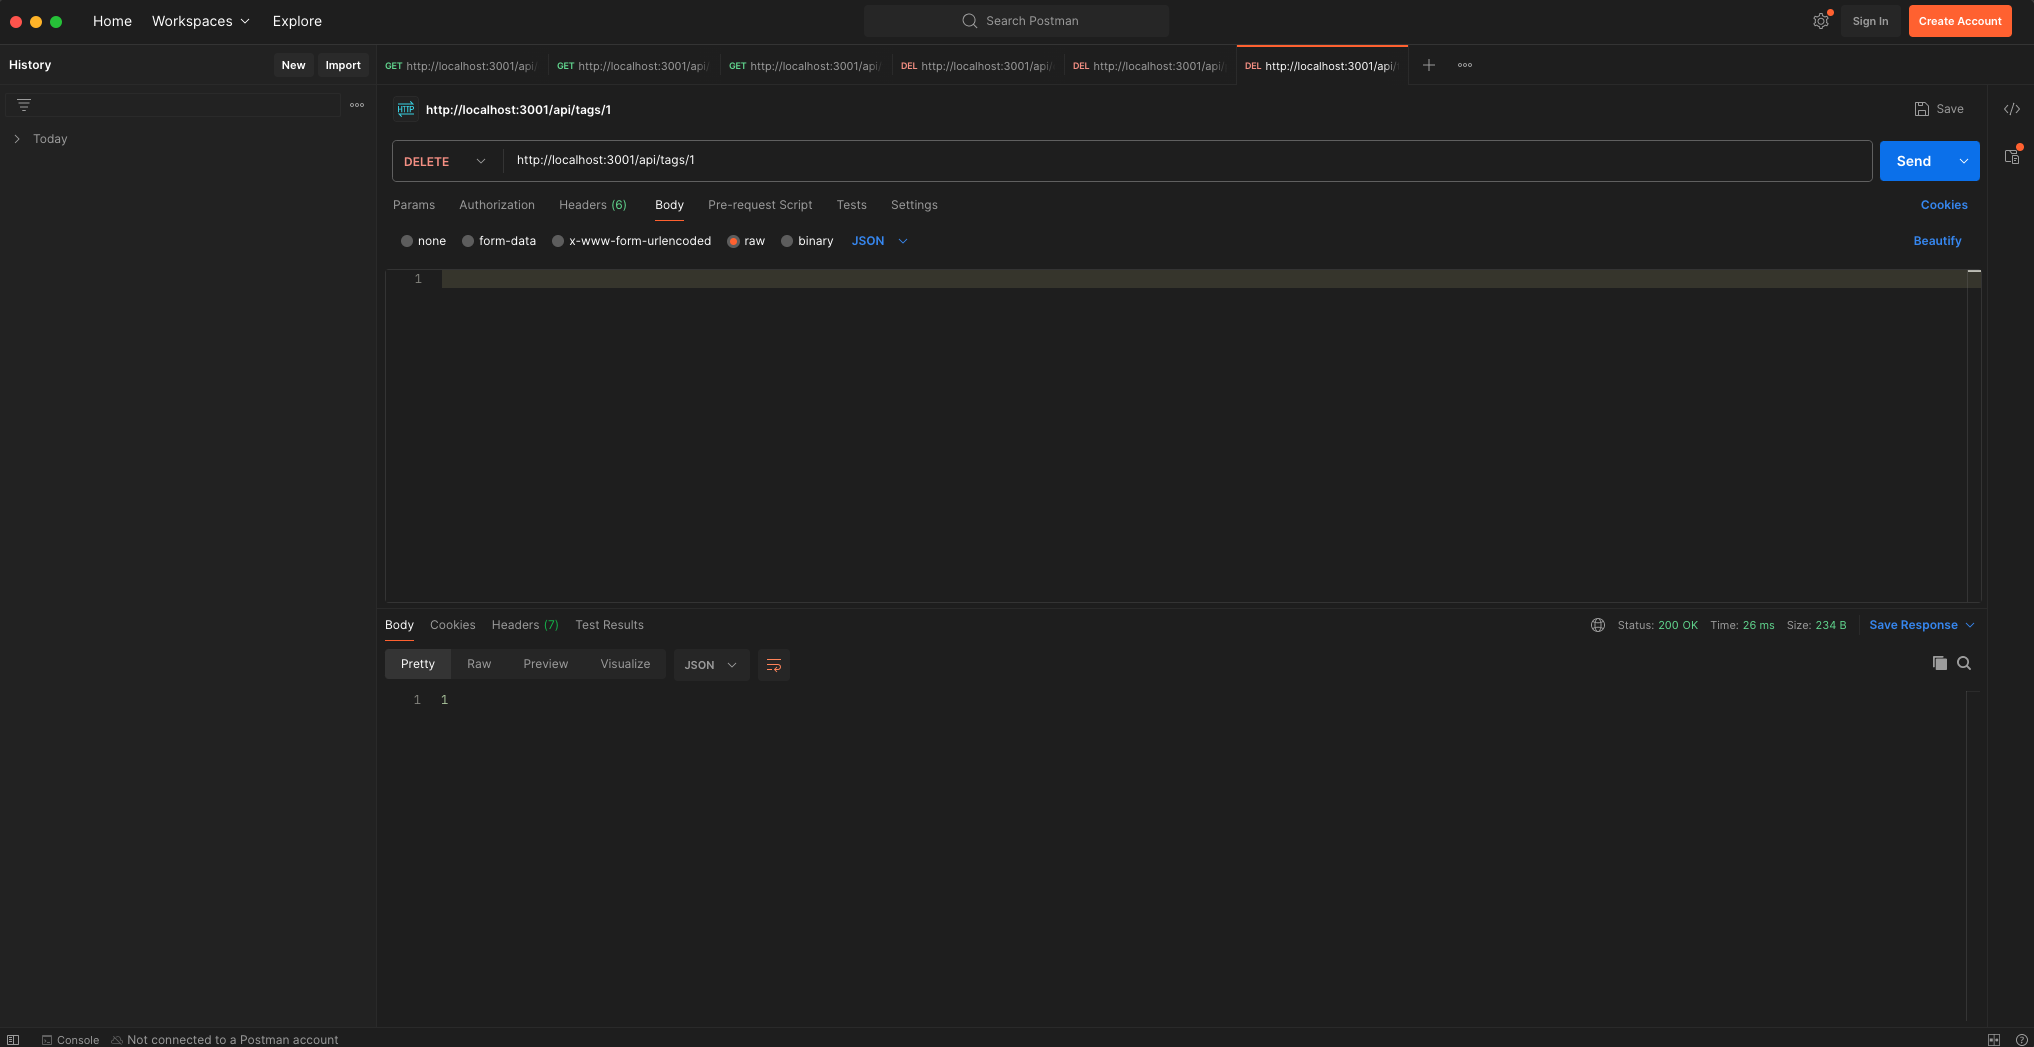 Home Workspaces Explore Search Postman Sign In Create Account
History New Import
GET http://localhost:3001/api/ GET http://localhost:3001/api/ GET http://localhost:3001/api/ DEL http://localhost:3001/api/ DEL http://localhost:3001/api/ DEL http://localhost:3001/api/
HTTP http://localhost:3001/api/tags/1 Save
Today
DELETE http://localhost:3001/api/tags/1 Send
Params Authorization Headers (6) Body Pre-request Script Tests Settings Cookies
none form-data x-www-form-urlencoded raw binary JSON Beautify
1
Body Cookies Headers (7) Test Results Status: 200 OK Time: 26 ms Size: 234 B Save Response
Pretty Raw Preview Visualize JSON
1 1
Console Not connected to a Postman account